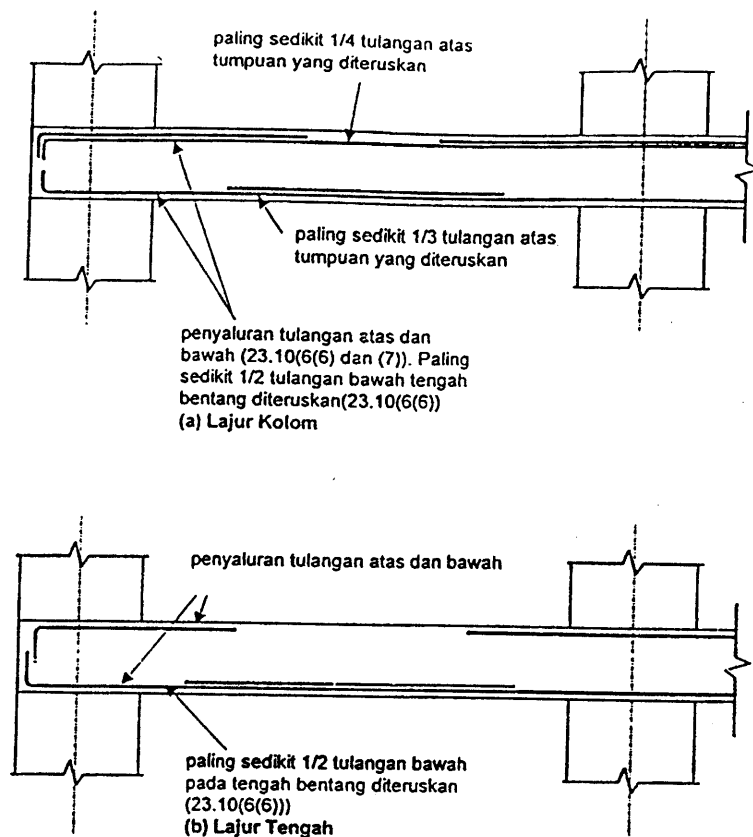 paling sedikit 1/4 tulangan atas
tumpuan yang diteruskan
paling sedikit 1/3 tulangan atas
tumpuan yang diteruskan
penyaluran tulangan atas dan
bawah (23.10(6(6) dan (7)). Paling
sedikit 1/2 tulangan bawah tengah
bentang diteruskan(23.10(6(6))
(a) Lajur Kolom
penyaluran tulangan atas dan bawah
paling sedikit 1/2 tulangan bawah
pada tengah bentang diteruskan
(23.10(6(6)))
(b) Lajur Tengah